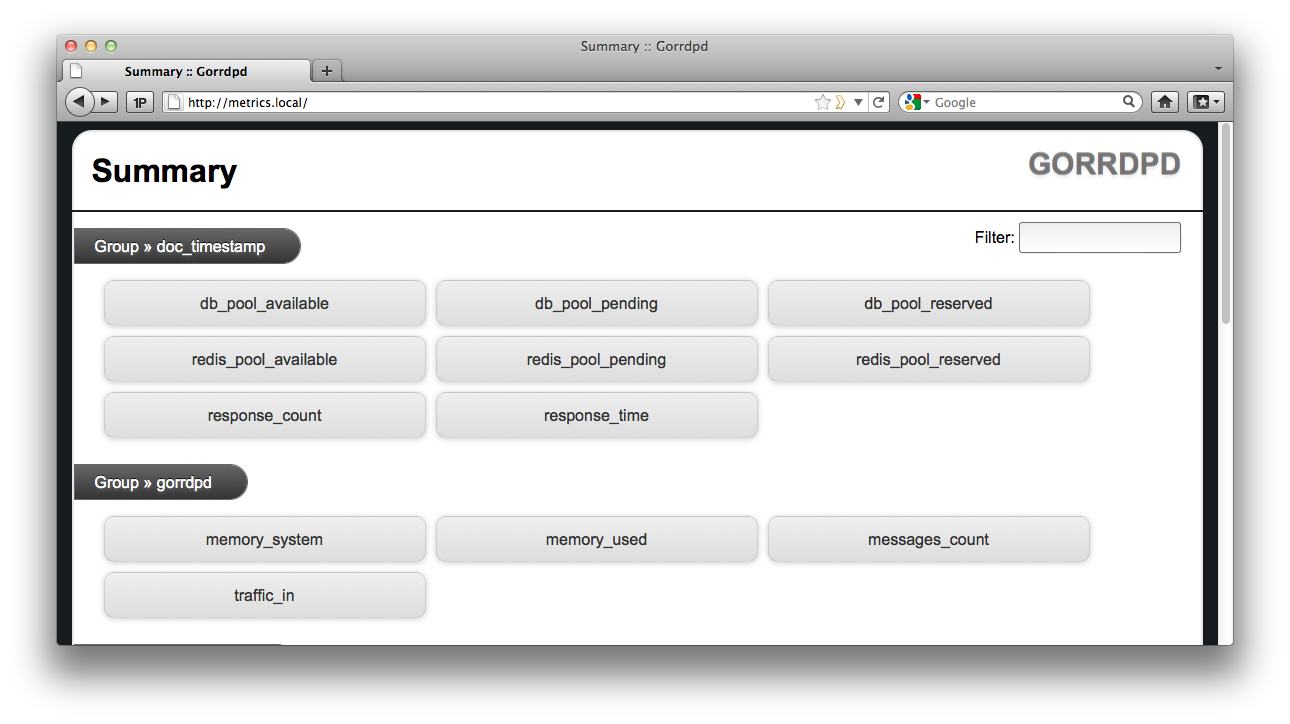 Summary :: Gorrdpd
Summary :: Gorrdpd
1P http://metrics.local/ Google
Summary GORRDPD
Group » doc_timestamp Filter:
db_pool_available db_pool_pending db_pool_reserved
redis_pool_available redis_pool_pending redis_pool_reserved
response_count response_time
Group » gorrdpd
memory_system memory_used messages_count
traffic_in